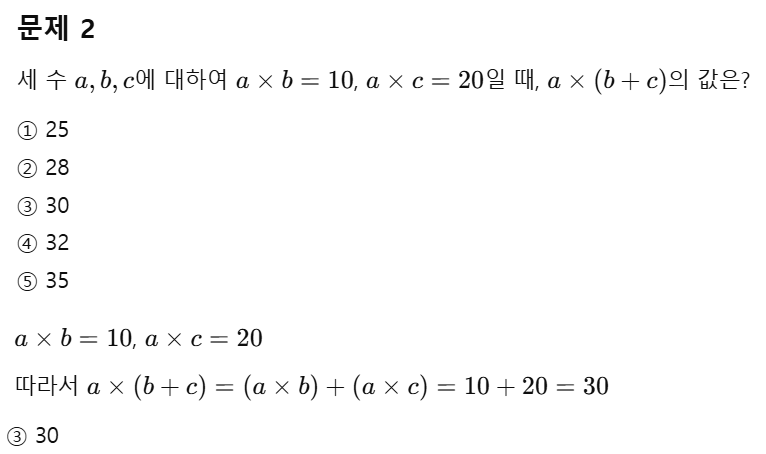 문제 2
세 수 a, b, c에 대하여 a × b = 10, a × c = 20일 때, a × (b + c)의 값은?
① 25
② 28
③ 30
④ 32
⑤ 35
a × b = 10, a × c = 20
따라서 a × (b + c) = (a × b) + (a × c) = 10 + 20 = 30
③ 30